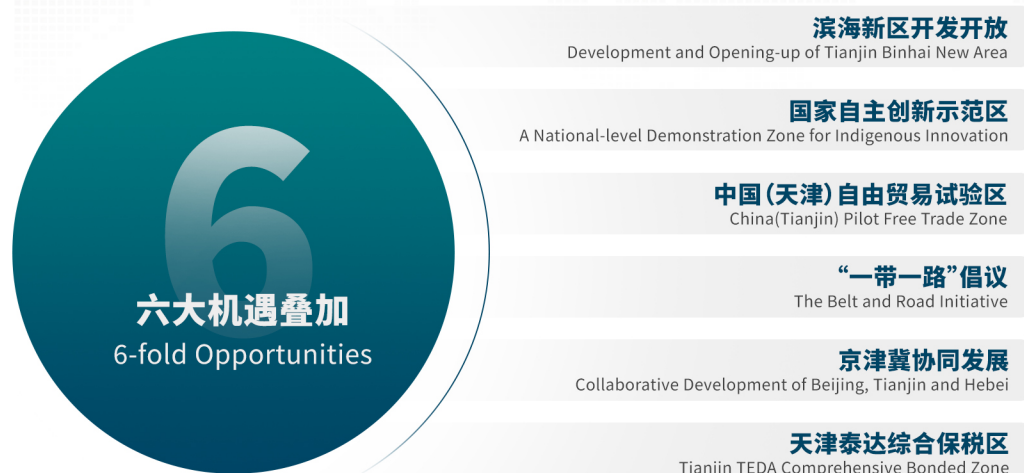 6
六大机遇叠加
6-fold Opportunities
滨海新区开发开放
Development and Opening-up of Tianjin Binhai New Area
国家自主创新示范区
A National-level Demonstration Zone for Indigenous Innovation
中国（天津）自由贸易试验区
China(Tianjin) Pilot Free Trade Zone
“一带一路”倡议
The Belt and Road Initiative
京津冀协同发展
Collaborative Development of Beijing, Tianjin and Hebei
天津泰达综合保税区
Tianjin TEDA Comprehensive Bonded Zone